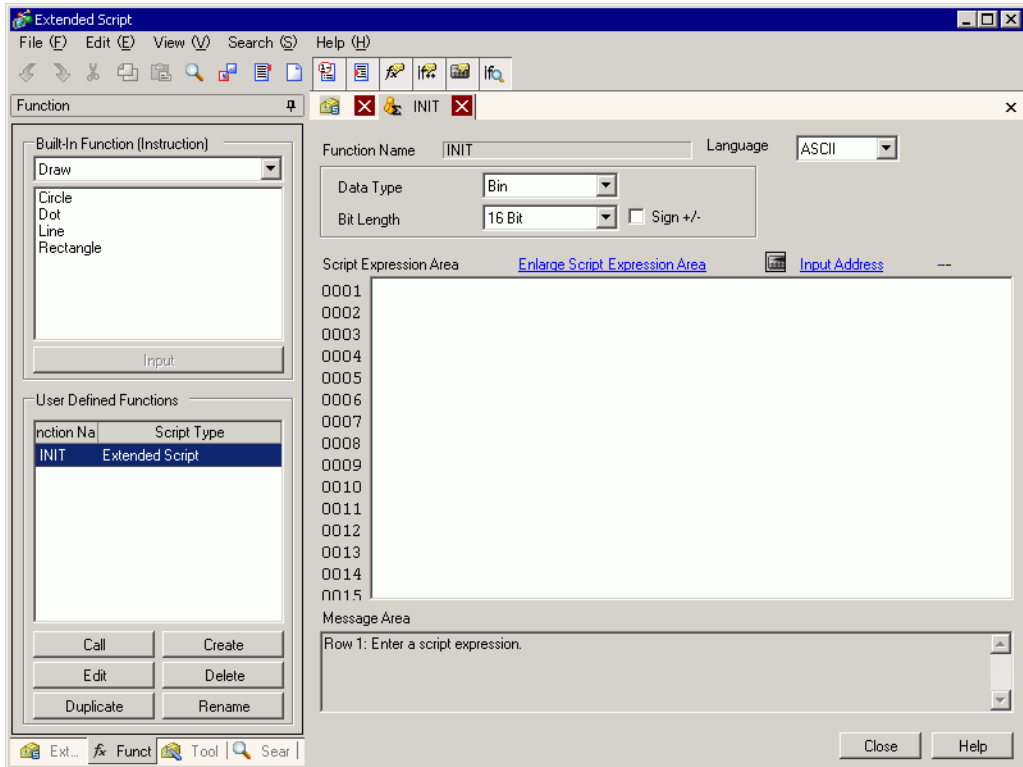 Extended Script
File (F) Edit (E) View (V) Search (S) Help (H)
Function
INIT
Built-In Function (Instruction)
Draw
Circle
Dot
Line
Rectangle
Input
User Defined Functions
nction Na Script Type
INIT Extended Script
Call Create
Edit Delete
Duplicate Rename
Ext... fx Funct Tool Sear
Function Name INIT Language ASCII
Data Type Bin
Bit Length 16 Bit Sign +/-
Script Expression Area Enlarge Script Expression Area Input Address --
0001
0002
0003
0004
0005
0006
0007
0008
0009
0010
0011
0012
0013
0014
0015
Message Area
Row 1: Enter a script expression.
Close Help